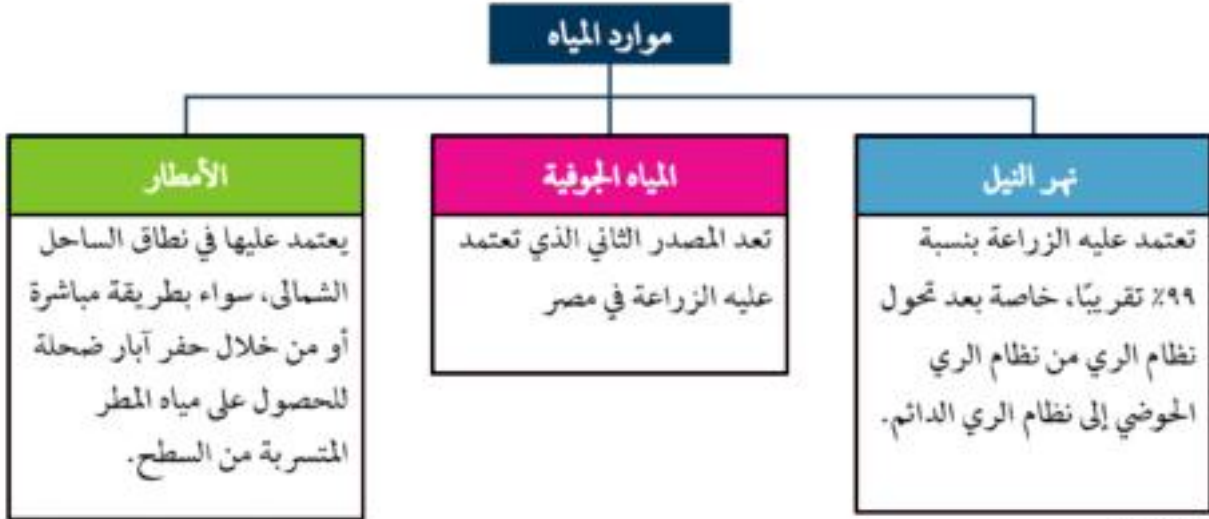 موارد المياه
نهر النيل
تعتمد عليه الزراعة بنسبة
٩٩٪ تقريبًا، خاصة بعد تحول
نظام الري من نظام الري
الحوضي إلى نظام الري الدائم.
المياه الجوفية
تعد المصدر الثاني الذي تعتمد
عليه الزراعة في مصر
الأمطار
يعتمد عليها في نطاق الساحل
الشمالى، سواء بطريقة مباشرة
أو من خلال حفر آبار ضحلة
للحصول على مياه المطر
المتسربة من السطح.